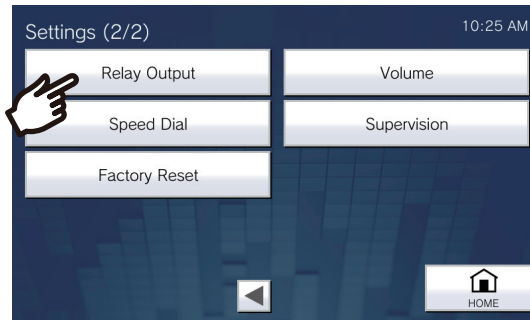 Settings (2/2)
10:25 AM
Relay Output
Volume
Speed Dial
Supervision
Factory Reset
HOME